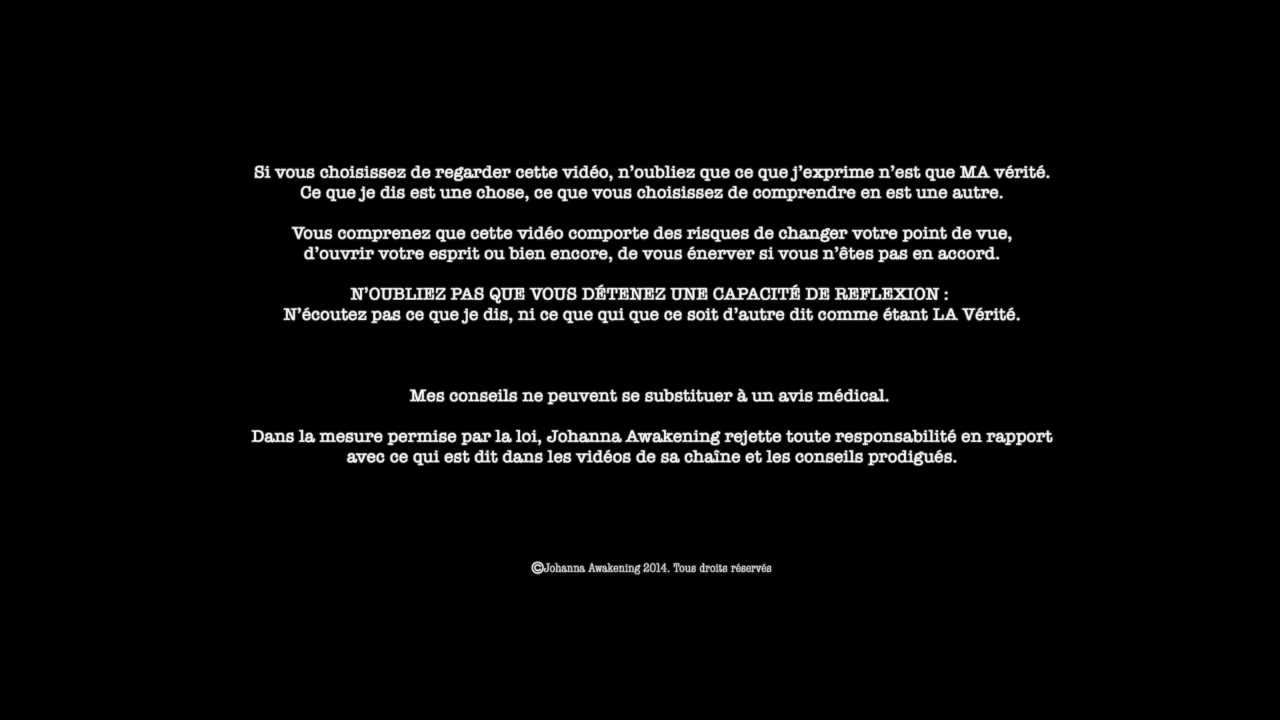 Si vous choisissez de regarder cette vidéo, n'oubliez que ce que j'exprime n'est que MA vérité.
Ce que je dis est une chose, ce que vous choisissez de comprendre en est une autre.
Vous comprenez que cette vidéo comporte des risques de changer votre point de vue,
d'ouvrir votre esprit ou bien encore, de vous énerver si vous n'êtes pas en accord.
N'OUBLIEZ PAS QUE VOUS DÉTENEZ UNE CAPACITÉ DE REFLEXION :
N'écoutez pas ce que je dis, ni ce que qui que ce soit d'autre dit comme étant LA Vérité.
Mes conseils ne peuvent se substituer à un avis médical.
Dans la mesure permise par la loi, Johanna Awakening rejette toute responsabilité en rapport
avec ce qui est dit dans les vidéos de sa chaîne et les conseils prodigués.
©Johanna Awakening 2014. Tous droits réservés